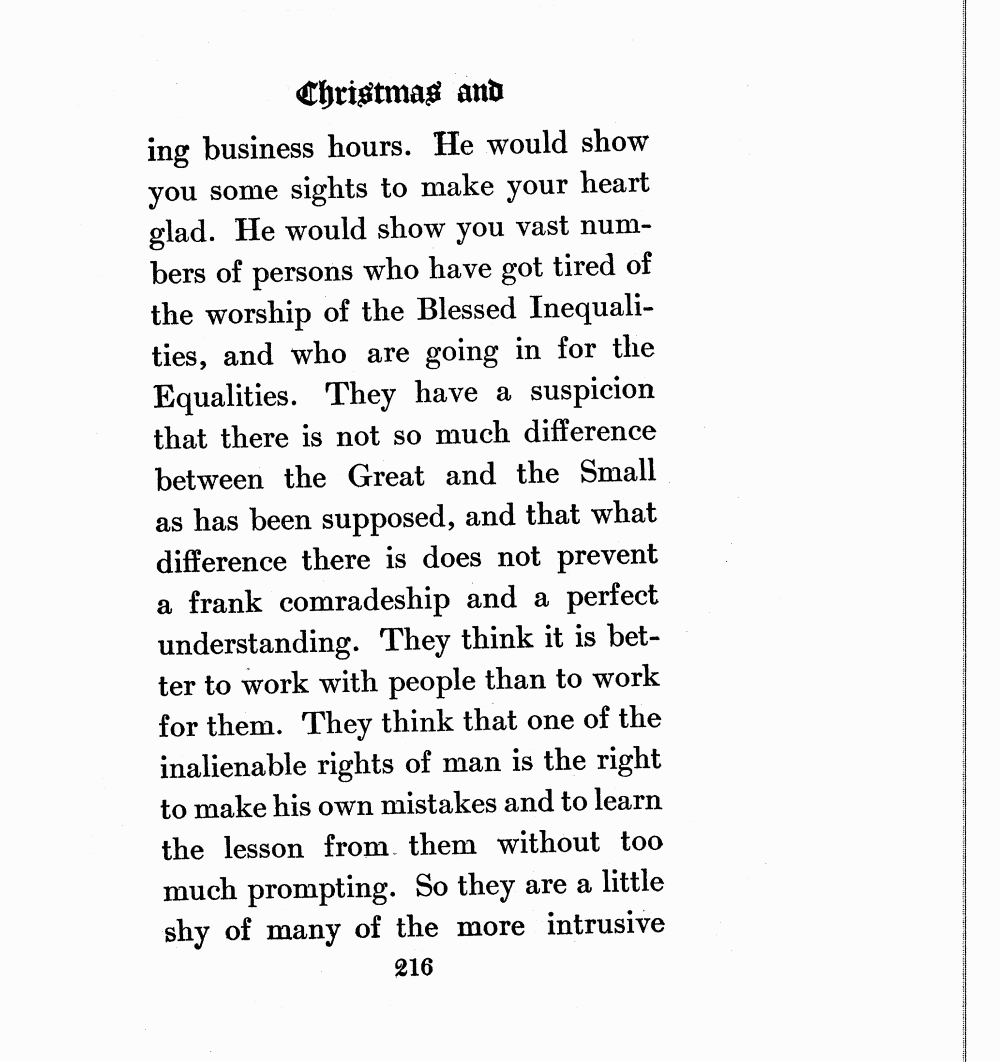 Christmas and
ing business hours. He would show
you some sights to make your heart
glad. He would show you vast num-
bers of persons who have got tired of
the worship of the Blessed Inequali-
ties, and who are going in for the
Equalities. They have a suspicion
that there is not so much difference
between the Great and the Small
as has been supposed, and that what
difference there is does not prevent
a frank comradeship and a perfect
understanding. They think it is bet-
ter to work with people than to work
for them. They think that one of the
inalienable rights of man is the right
to make his own mistakes and to learn
the lesson from them without too
much prompting. So they are a little
shy of many of the more intrusive
216